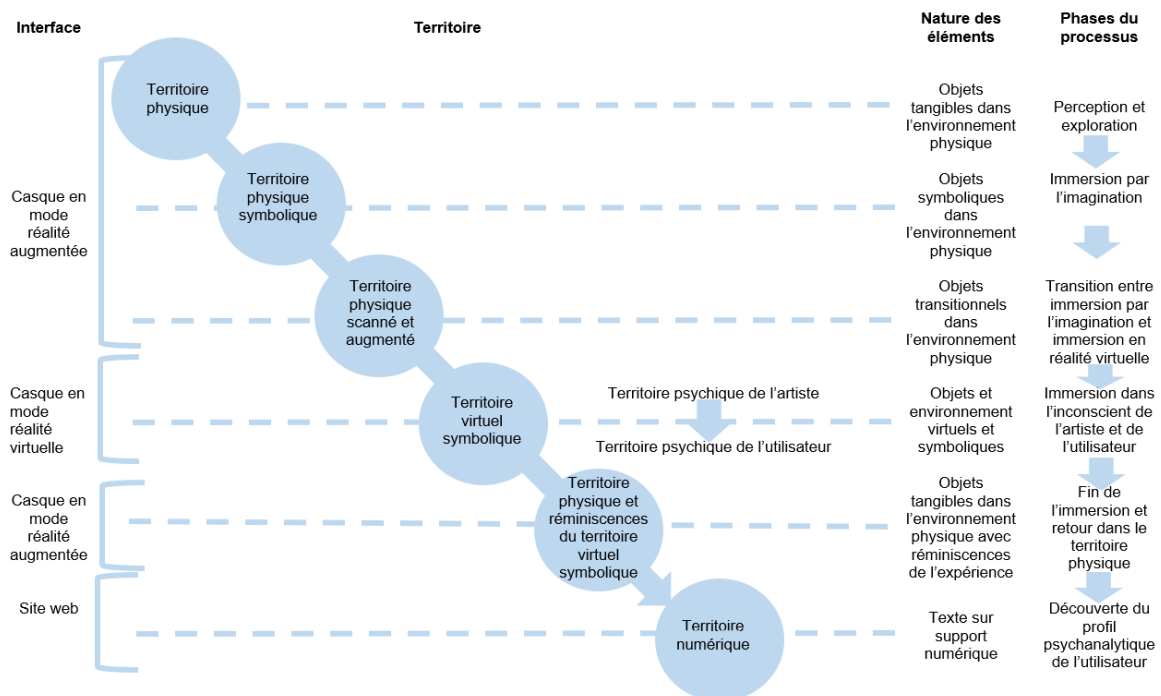 Interface
Territoire
Nature des
éléments
Phases du
processus
Territoire
physique
Objets
tangibles dans
l'environnement
physique
Perception et
exploration
Casque en
mode
réalité
augmentée
Territoire
physique
symbolique
Objets
symboliques
dans
l'environnement
physique
Immersion par
l'imagination
Territoire
physique
scanné et
augmenté
Objets
transitionnels
dans
l'environnement
physique
Transition entre
immersion par
l'imagination et
immersion en
réalité virtuelle
Casque en
mode
réalité
virtuelle
Territoire
virtuel
symbolique
Territoire psychique de l'artiste
Territoire psychique de l'utilisateur
Objets et
environnement
virtuels et
symboliques
Immersion dans
l'inconscient de
l'artiste et de
l'utilisateur
Casque en
mode
réalité
augmentée
Territoire
physique et
réminiscences
du territoire
virtuel
symbolique
Objets
tangibles dans
l'environnement
physique avec
réminiscences
de l'expérience
Fin de
l'immersion et
retour dans le
territoire
physique
Site web
Territoire
numérique
Texte sur
support
numérique
Découverte du
profil
psychanalytique
de l'utilisateur